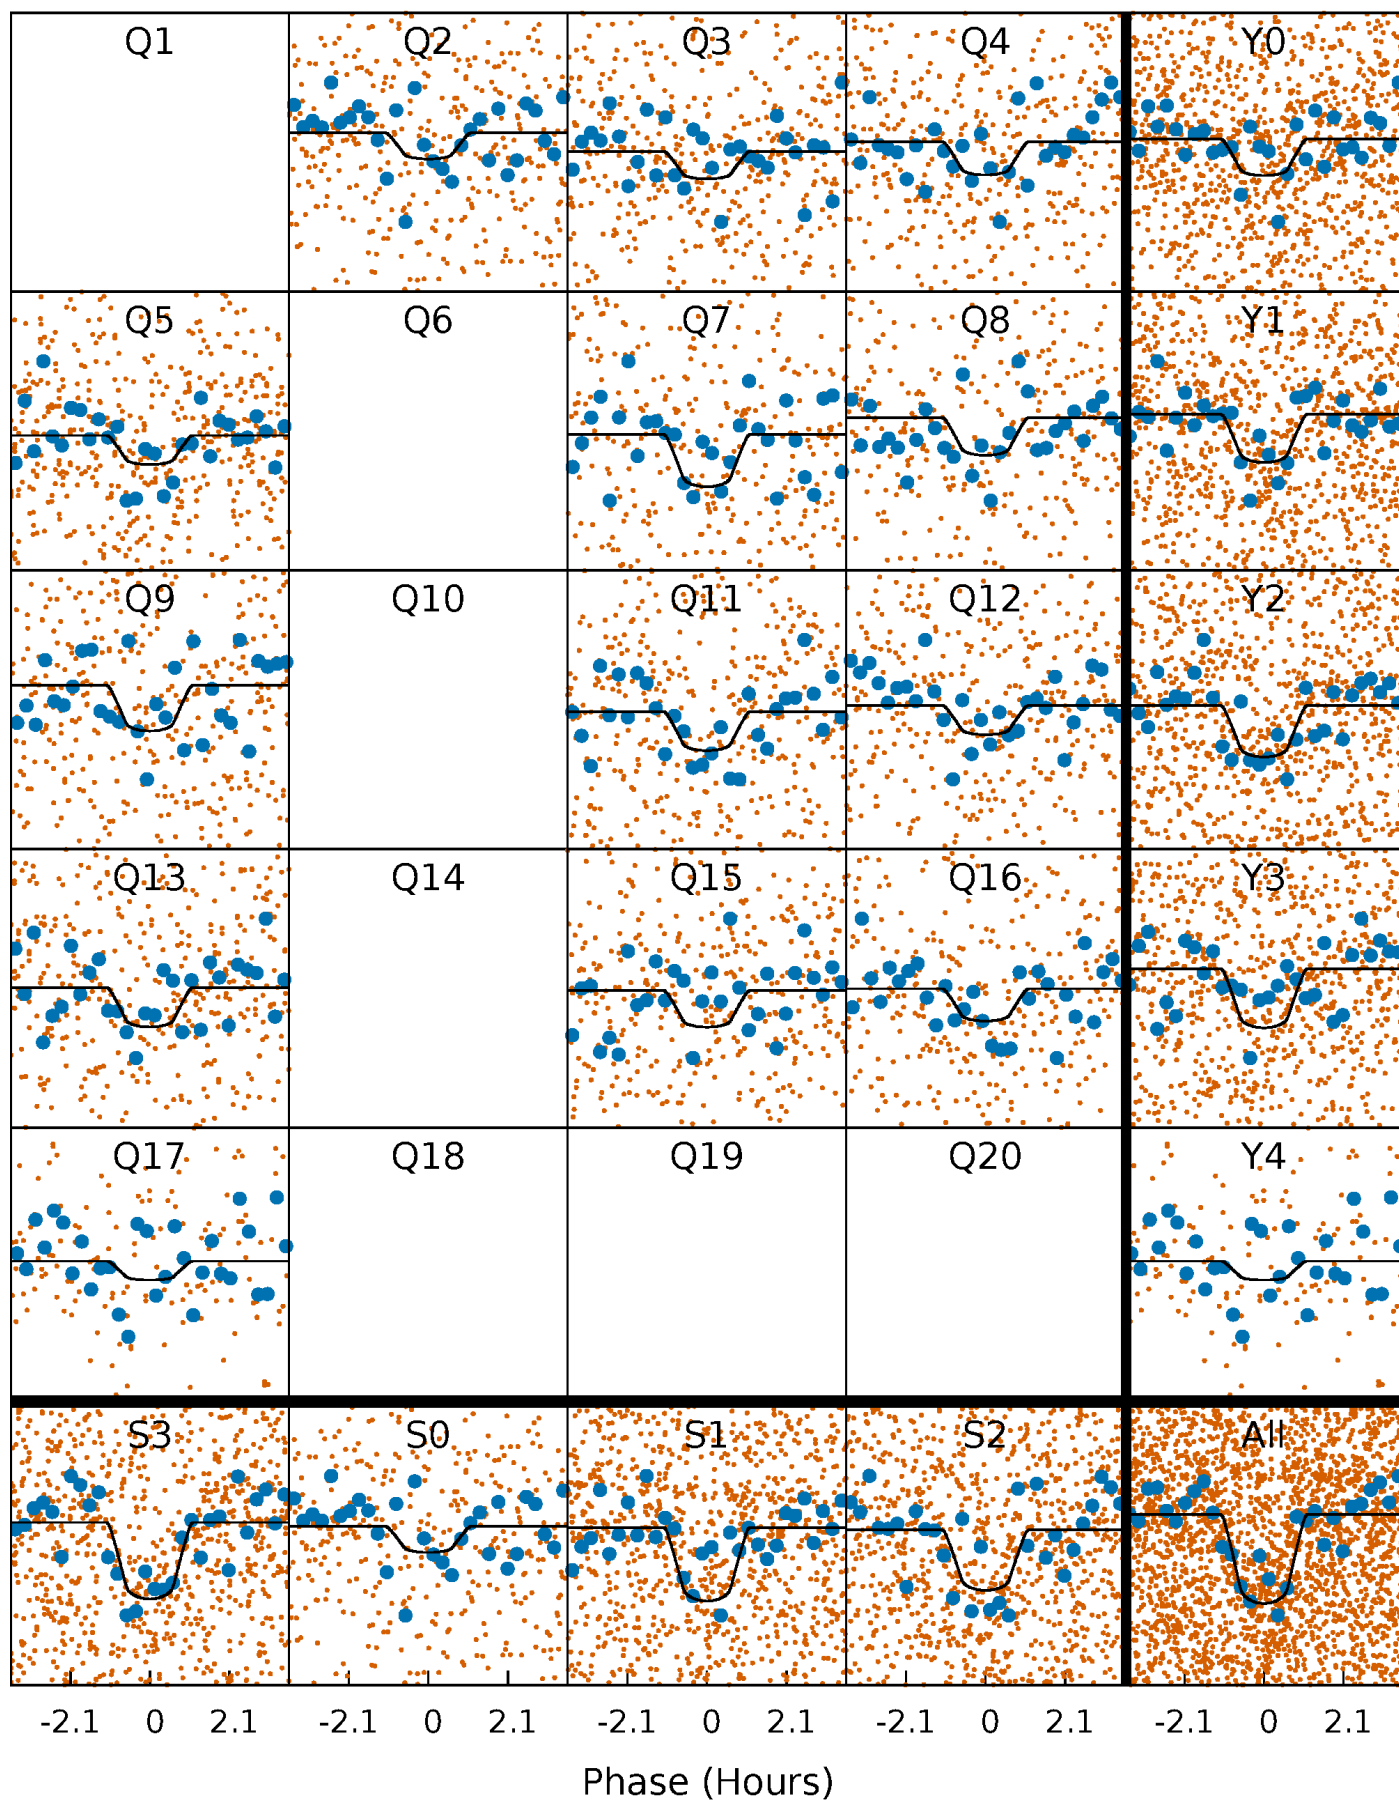 Q1 Q2 Q3 Q4 Y0
Q5 Q6 Q7 Q8 Y1
Q9 Q10 Q11 Q12 Y2
Q13 Q14 Q15 Q16 Y3
Q17 Q18 Q19 Q20 Y4
S3 S0 S1 S2 All
-2.1 0 2.1 -2.1 0 2.1 -2.1 0 2.1 -2.1 0 2.1 -2.1 0 2.1
Phase (Hours)